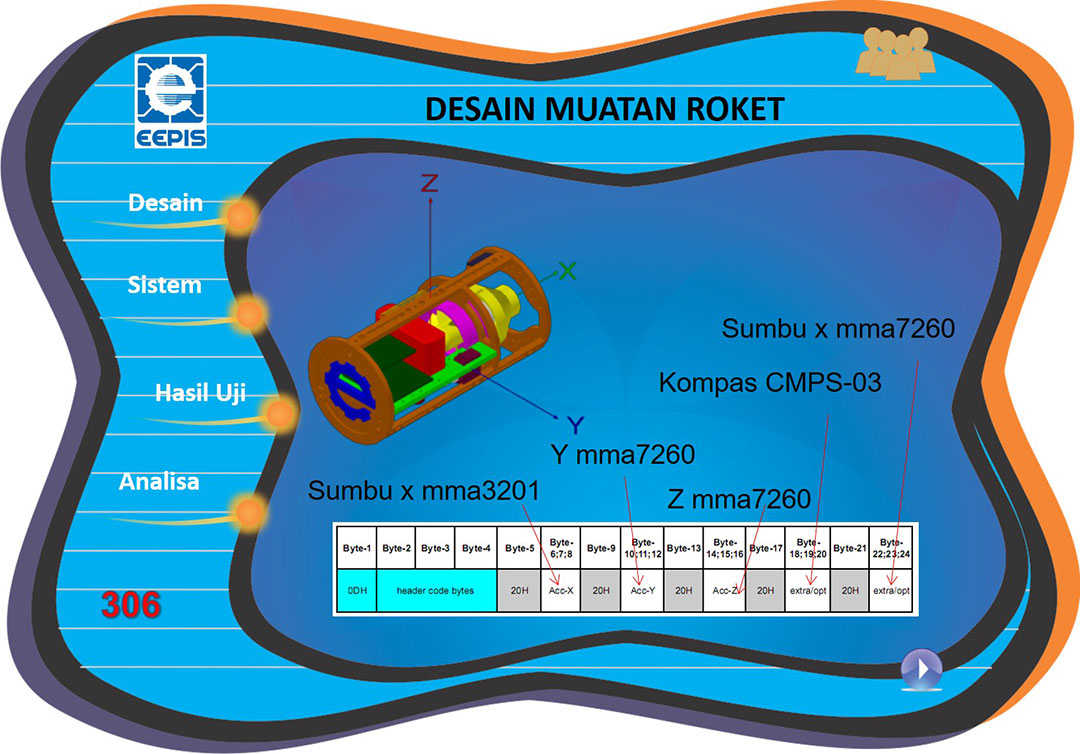 EEPIS
DESAIN MUATAN ROKET
Desain
Sistem
Hasil Uji
Analisa
306
Z
X
Y
Sumbu x mma7260
Kompas CMPS-03
Y mma7260
Sumbu x mma3201
Z mma7260
Byte-1 Byte-2 Byte-3 Byte-4 Byte-5 Byte-6;7;8 Byte-9 Byte-10;11;12 Byte-13 Byte-14;15;16 Byte-17 Byte-18;19;20 Byte-21 Byte-22;23;24
0DH header code bytes 20H Acc-X 20H Acc-Y 20H Acc-Z 20H extra/opt 20H extra/opt